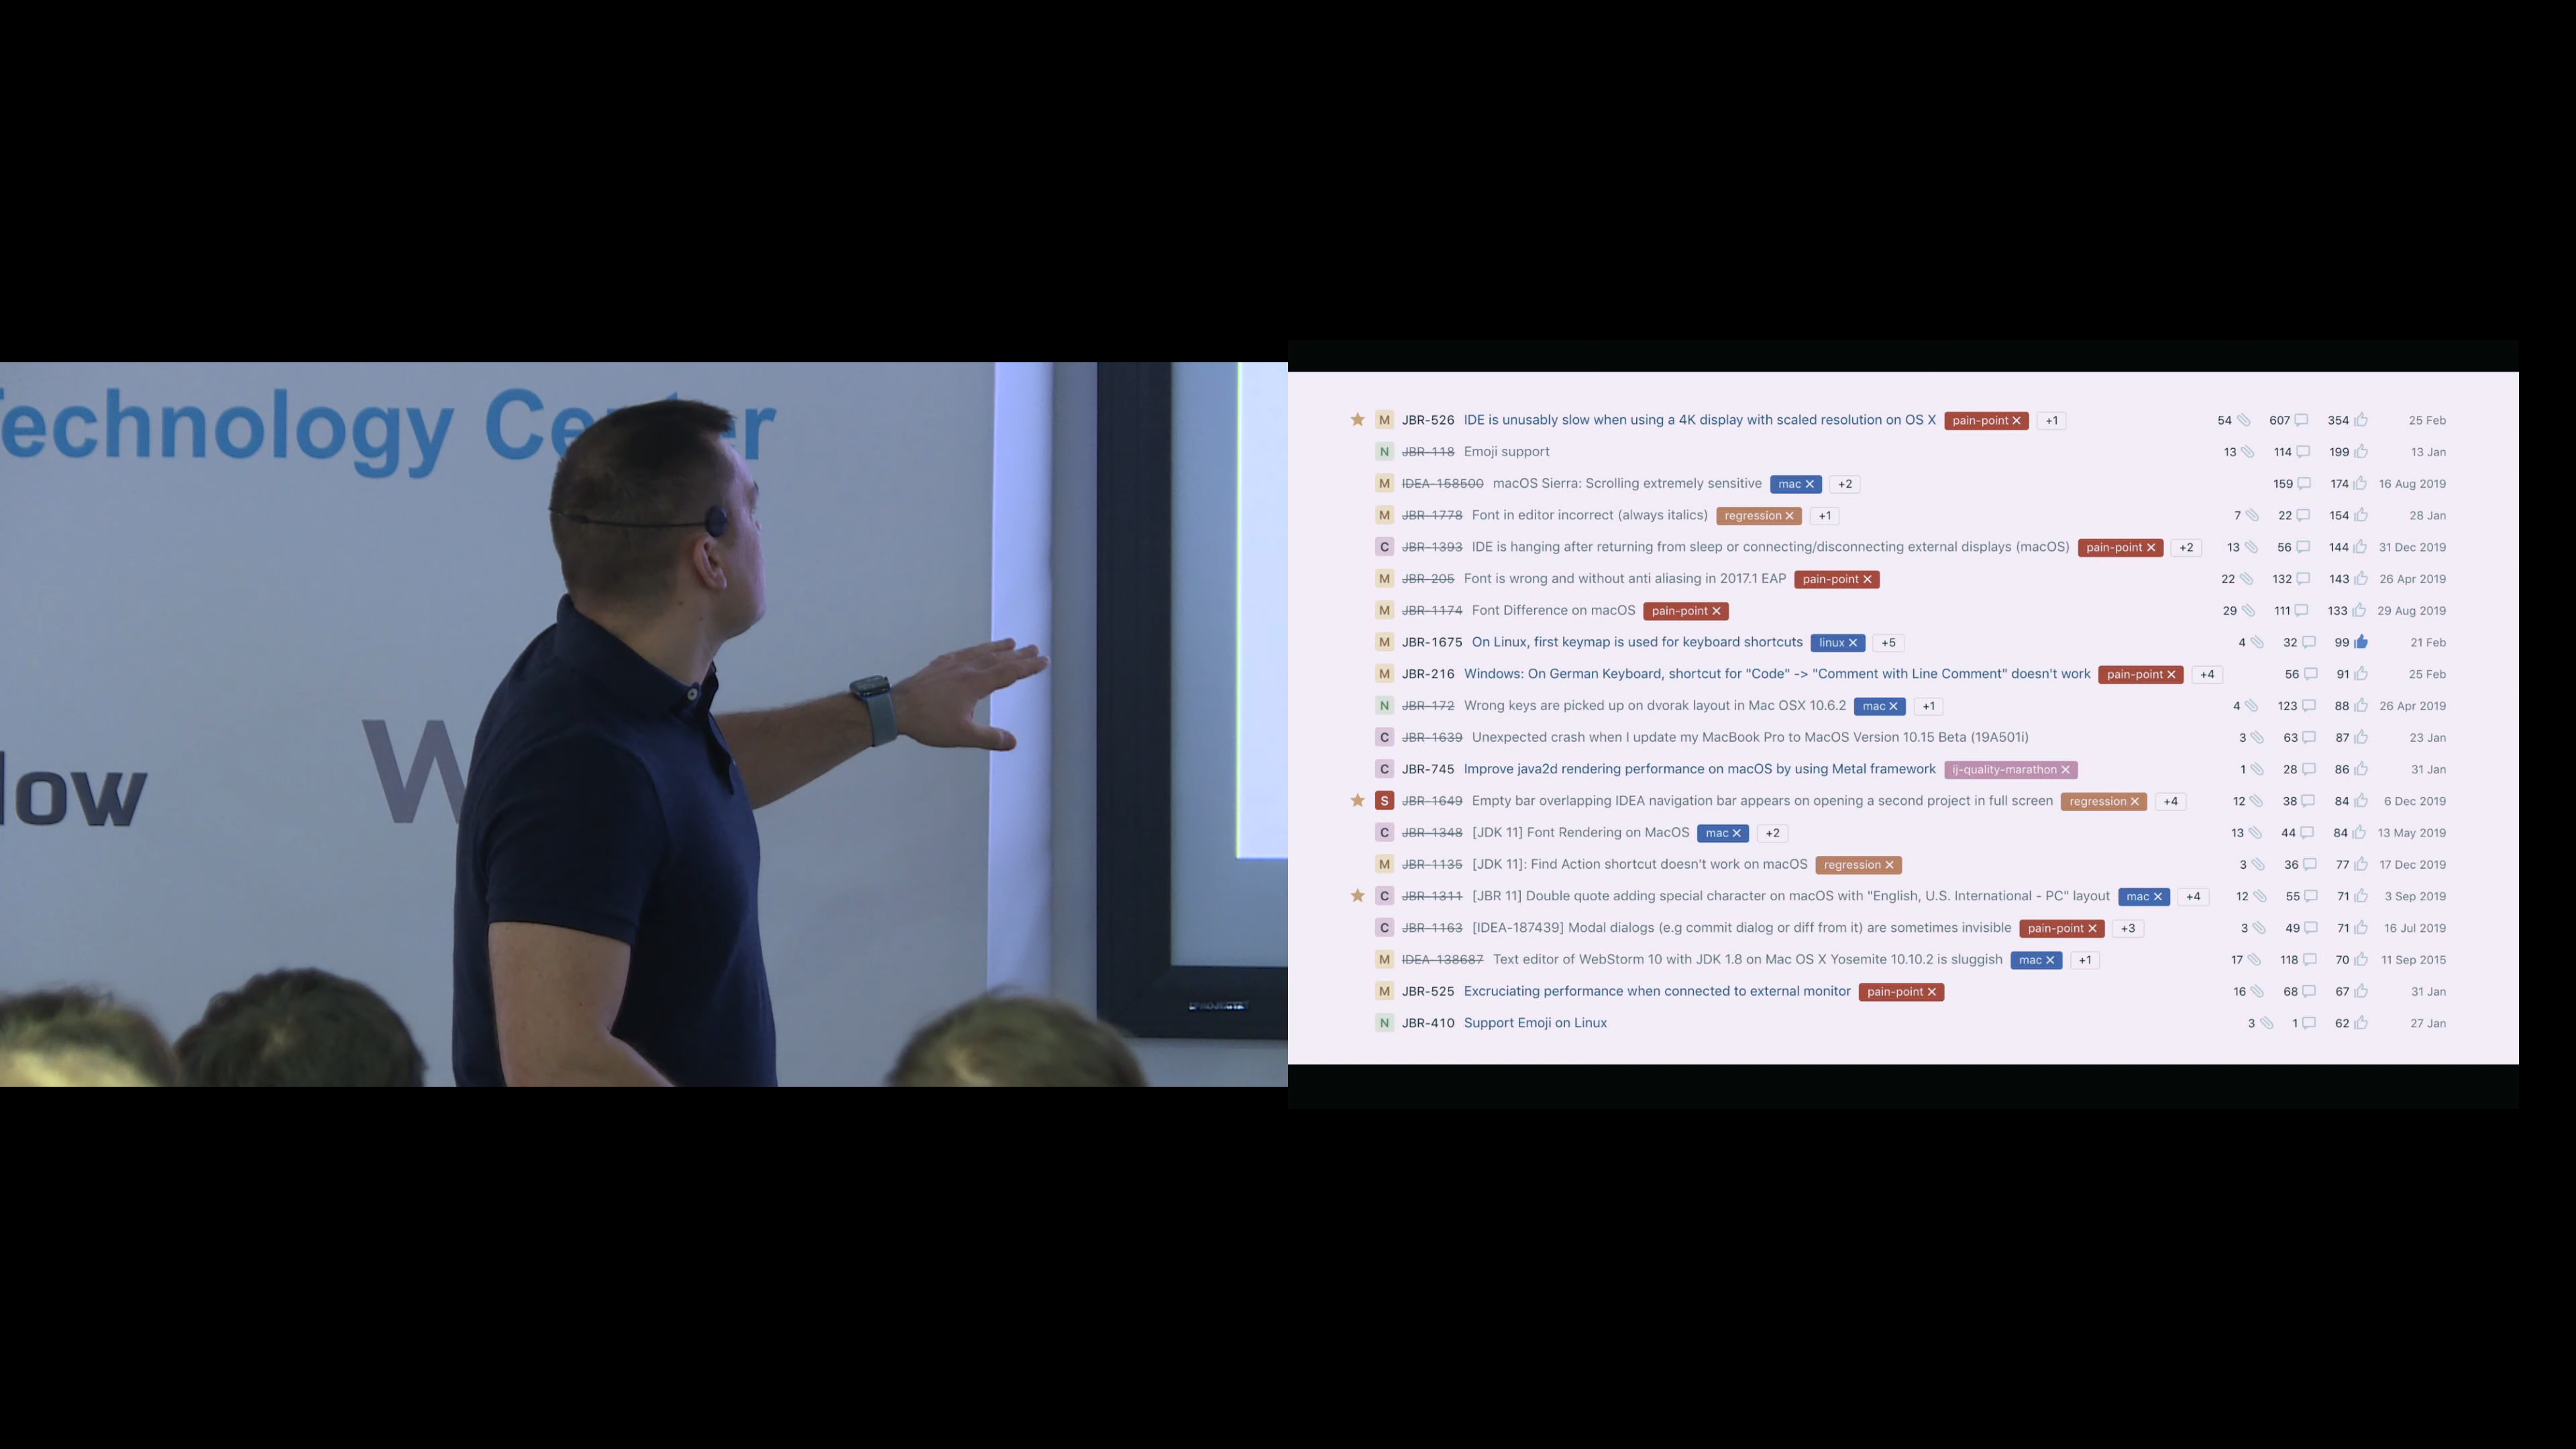 Technology Center
low
W
JBR-526 IDE is unusably slow when using a 4K display with scaled resolution on OS X pain-point × +1 54 607 354 25 Feb
N JBR-118 Emoji support 13 114 199 13 Jan
M IDEA-158500 macOS Sierra: Scrolling extremely sensitive mac × +2 159 174 16 Aug 2019
M JBR-1778 Font in editor incorrect (always italics) regression × +1 7 22 154 28 Jan
C JBR-1393 IDE is hanging after returning from sleep or connecting/disconnecting external displays (macOS) pain-point × +2 13 56 144 31 Dec 2019
M JBR-205 Font is wrong and without anti aliasing in 2017.1 EAP pain-point × 22 132 143 26 Apr 2019
M JBR-1174 Font Difference on macOS pain-point × 29 111 133 29 Aug 2019
M JBR-1675 On Linux, first keymap is used for keyboard shortcuts linux × +5 4 32 99 21 Feb
M JBR-216 Windows: On German Keyboard, shortcut for "Code" -> "Comment with Line Comment" doesn't work pain-point × +4 56 91 25 Feb
N JBR-172 Wrong keys are picked up on dvorak layout in Mac OSX 10.6.2 mac × +1 4 123 88 26 Apr 2019
C JBR-1639 Unexpected crash when I update my MacBook Pro to MacOS Version 10.15 Beta (19A501i) 3 63 87 23 Jan
C JBR-745 Improve java2d rendering performance on macOS by using Metal framework ij-quality-marathon × 1 28 86 31 Jan
S JBR-1649 Empty bar overlapping IDEA navigation bar appears on opening a second project in full screen regression × +4 12 38 84 6 Dec 2019
C JBR-1348 [JDK 11] Font Rendering on MacOS mac × +2 13 44 84 13 May 2019
M JBR-1135 [JDK 11]: Find Action shortcut doesn't work on macOS regression × 3 36 77 17 Dec 2019
C JBR-1311 [JBR 11] Double quote adding special character on macOS with "English, U.S. International - PC" layout mac × +4 12 55 71 3 Sep 2019
C JBR-1163 [IDEA-187439] Modal dialogs (e.g commit dialog or diff from it) are sometimes invisible pain-point × +3 3 49 71 16 Jul 2019
M IDEA-138687 Text editor of WebStorm 10 with JDK 1.8 on Mac OS X Yosemite 10.10.2 is sluggish mac × +1 17 118 70 11 Sep 2015
M JBR-525 Excruciating performance when connected to external monitor pain-point × 16 68 67 31 Jan
N JBR-410 Support Emoji on Linux 3 1 62 27 Jan